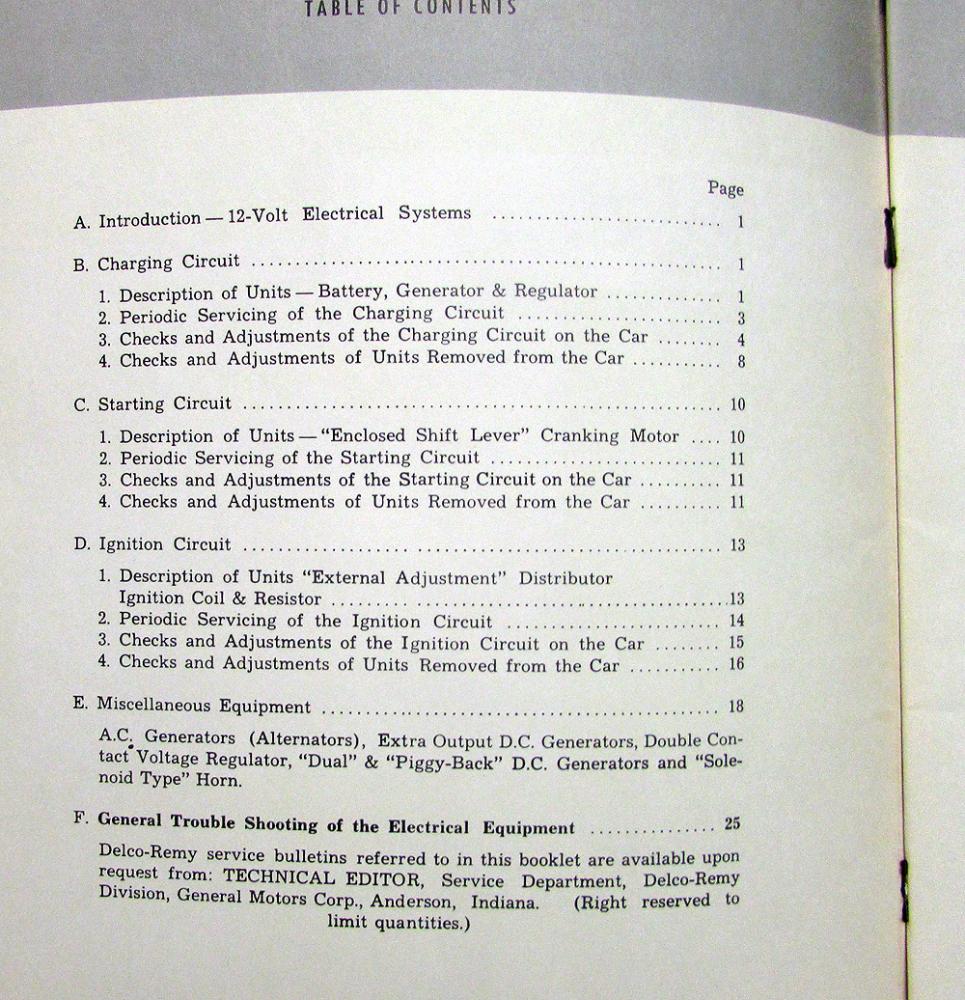 TABLE OF CONTENTS
Page
A. Introduction — 12-Volt Electrical Systems ........................... 1
B. Charging Circuit ..................................................... 1
1. Description of Units — Battery, Generator & Regulator ............. 1
2. Periodic Servicing of the Charging Circuit ....................... 3
3. Checks and Adjustments of the Charging Circuit on the Car ....... 4
4. Checks and Adjustments of Units Removed from the Car .......... 8
C. Starting Circuit ...................................................... 10
1. Description of Units — “Enclosed Shift Lever” Cranking Motor .... 10
2. Periodic Servicing of the Starting Circuit .......................... 11
3. Checks and Adjustments of the Starting Circuit on the Car ......... 11
4. Checks and Adjustments of Units Removed from the Car .......... 11
D. Ignition Circuit ...................................................... 13
1. Description of Units “External Adjustment” Distributor
Ignition Coil & Resistor .............................................13
2. Periodic Servicing of the Ignition Circuit ........................ 14
3. Checks and Adjustments of the Ignition Circuit on the Car ....... 15
4. Checks and Adjustments of Units Removed from the Car .......... 16
E. Miscellaneous Equipment ............................................. 18
A.C. Generators (Alternators), Extra Output D.C. Generators, Double Con-
tact Voltage Regulator, “Dual” & “Piggy-Back” D.C. Generators and “Sole-
noid Type” Horn.
F. General Trouble Shooting of the Electrical Equipment ............... 25
Delco-Remy service bulletins referred to in this booklet are available upon
request from: TECHNICAL EDITOR, Service Department, Delco-Remy
Division, General Motors Corp., Anderson, Indiana. (Right reserved to
limit quantities.)